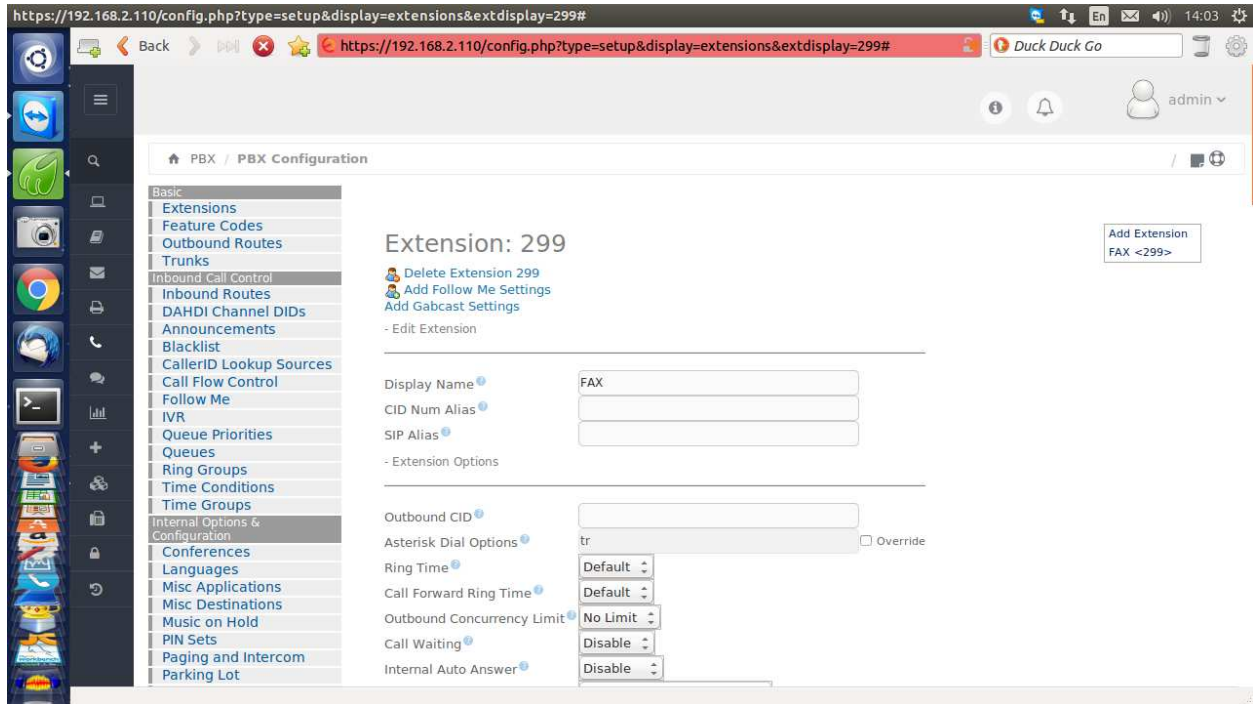 https://192.168.2.110/config.php?type=setup&display=extensions&extdisplay=299#
En
14:03
Back
https://192.168.2.110/config.php?type=setup&display=extensions&extdisplay=299#
Duck Duck Go
admin
PBX / PBX Configuration
/
Basic
Extensions
Feature Codes
Outbound Routes
Trunks
Inbound Call Control
Inbound Routes
DAHDI Channel DIDs
Announcements
Blacklist
CallerID Lookup Sources
Call Flow Control
Follow Me
IVR
Queue Priorities
Queues
Ring Groups
Time Conditions
Time Groups
Internal Options &
Configuration
Conferences
Languages
Misc Applications
Misc Destinations
Music on Hold
PIN Sets
Paging and Intercom
Parking Lot
Extension: 299
Delete Extension 299
Add Follow Me Settings
Add Gabcast Settings
- Edit Extension
Display Name FAX
CID Num Alias
SIP Alias
- Extension Options
Outbound CID
Asterisk Dial Options tr Override
Ring Time Default
Call Forward Ring Time Default
Outbound Concurrency Limit No Limit
Call Waiting Disable
Internal Auto Answer Disable
Add Extension
FAX <299>